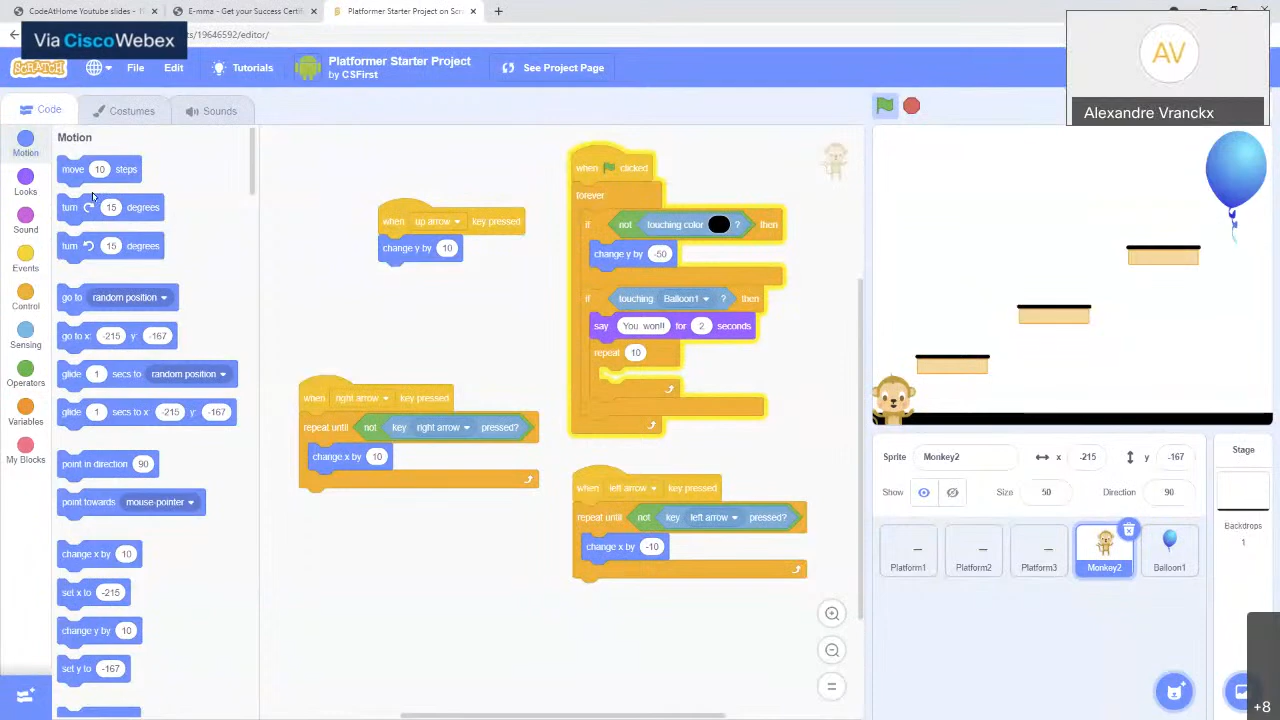 CodeAtHome Youtube slides - 17
E-mma - Get your Success Certif
Platformer Starter Project on Scr
Via Cisco Webex
ts/19646592/editor/
AV
Alexandre Vranckx
SCRATCH
File
Edit
Tutorials
Platformer Starter Project
by CSFirst
See Project Page
Code
Costumes
Sounds
Motion
Looks
Sound
Events
Control
Sensing
Operators
Variables
My Blocks
Motion
move 10 steps
turn 15 degrees
turn 15 degrees
go to random position
go to x: -215 y: -167
glide 1 secs to random position
glide 1 secs to x: -215 y: -167
point in direction 90
point towards mouse-pointer
change x by 10
set x to -215
change y by 10
set y to -167
when up arrow key pressed
change y by 10
when right arrow key pressed
repeat until not key right arrow pressed?
change x by 10
when clicked
forever
if not touching color ? then
change y by -50
if touching Balloon1 ? then
say You won!! for 2 seconds
repeat 10
when left arrow key pressed
repeat until not key left arrow pressed?
change x by -10
Sprite Monkey2 x -215 y -167
Show Size 50 Direction 90
Platform1
Platform2
Platform3
Monkey2
Balloon1
Stage
Backdrops
1
+8